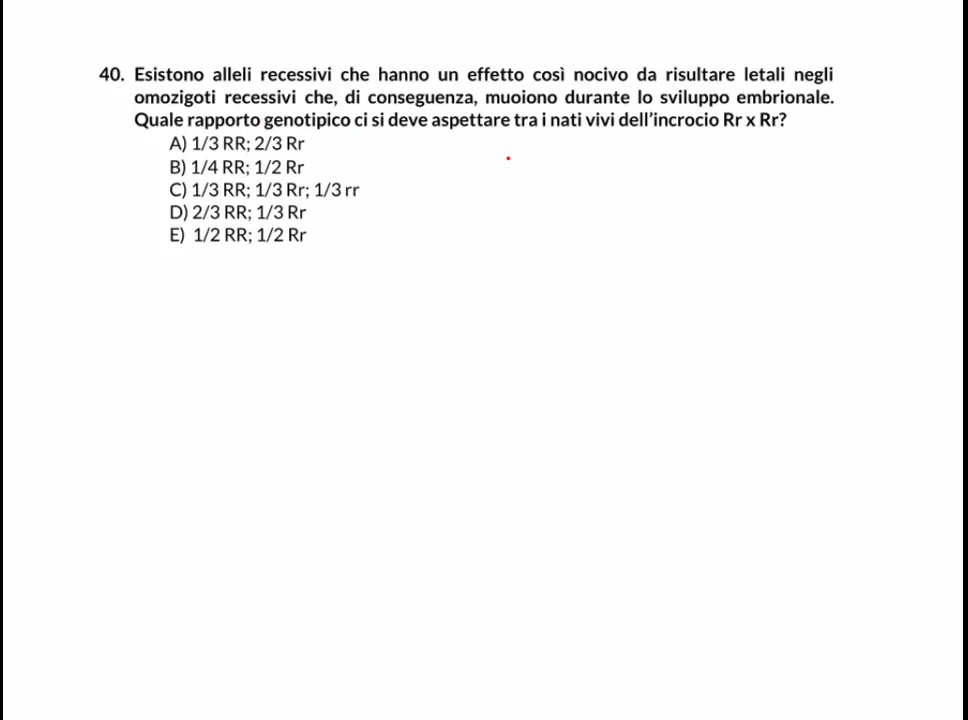 40. Esistono alleli recessivi che hanno un effetto così nocivo da risultare letali negli
omozigoti recessivi che, di conseguenza, muoiono durante lo sviluppo embrionale.
Quale rapporto genotipico ci si deve aspettare tra i nati vivi dell'incrocio Rr x Rr?
A) 1/3 RR; 2/3 Rr
B) 1/4 RR; 1/2 Rr
C) 1/3 RR; 1/3 Rr; 1/3 rr
D) 2/3 RR; 1/3 Rr
E) 1/2 RR; 1/2 Rr